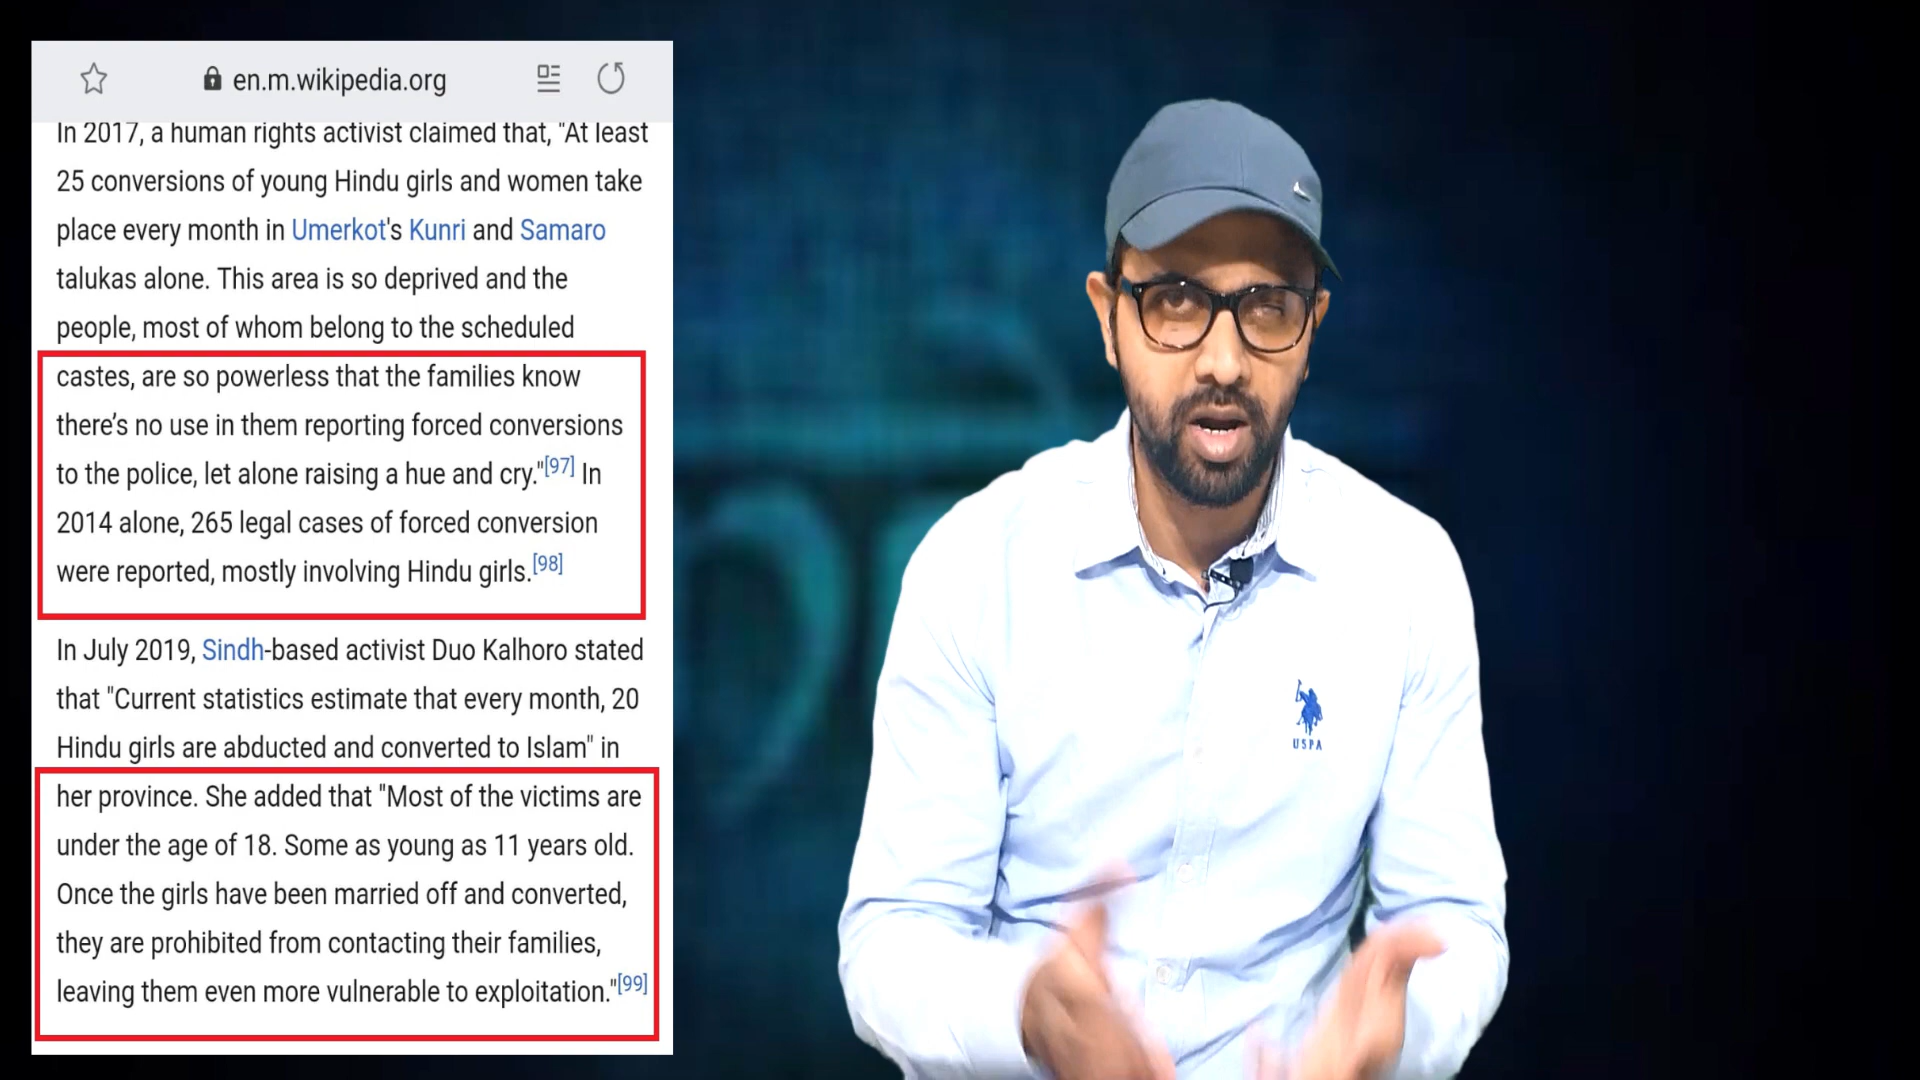 en.m.wikipedia.org
In 2017, a human rights activist claimed that, "At least
25 conversions of young Hindu girls and women take
place every month in Umerkot's Kunri and Samaro
talukas alone. This area is so deprived and the
people, most of whom belong to the scheduled
castes, are so powerless that the families know
there’s no use in them reporting forced conversions
to the police, let alone raising a hue and cry."[97] In
2014 alone, 265 legal cases of forced conversion
were reported, mostly involving Hindu girls.[98]
In July 2019, Sindh-based activist Duo Kalhoro stated
that "Current statistics estimate that every month, 20
Hindu girls are abducted and converted to Islam" in
her province. She added that "Most of the victims are
under the age of 18. Some as young as 11 years old.
Once the girls have been married off and converted,
they are prohibited from contacting their families,
leaving them even more vulnerable to exploitation."[99]
USPA